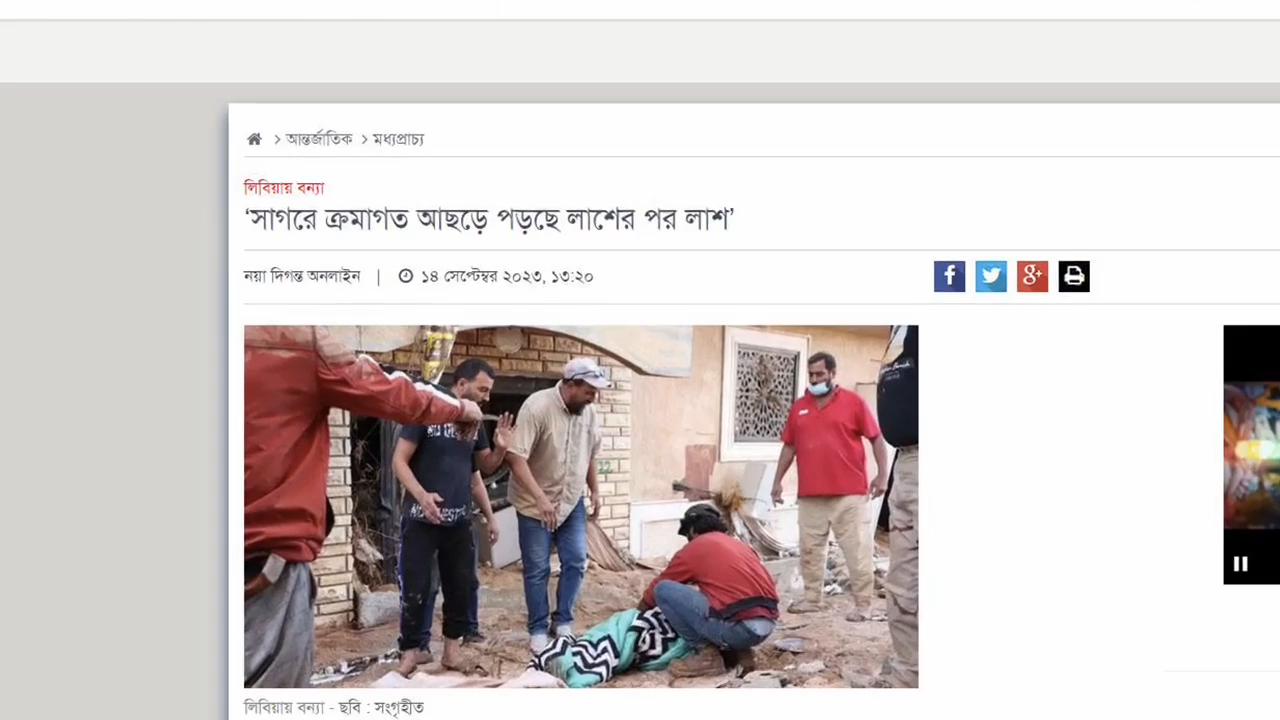 > আন্তর্জাতিক > মধ্যপ্রাচ্য
লিবিয়ায় বন্যা
‘সাগরে ক্রমাগত আছড়ে পড়ছে লাশের পর লাশ’
নয়া দিগন্ত অনলাইন | ১৪ সেপ্টেম্বর ২০২৩, ১৩:২০
লিবিয়ায় বন্যা - ছবি : সংগৃহীত